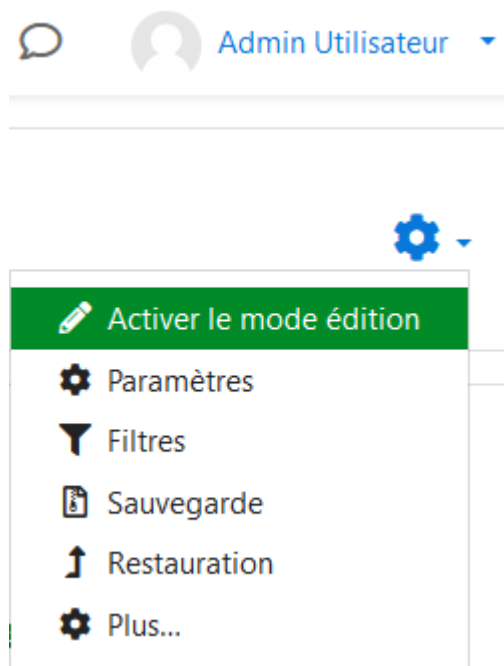 Admin Utilisateur
Activer le mode édition
Paramètres
Filtres
Sauvegarde
Restauration
Plus...